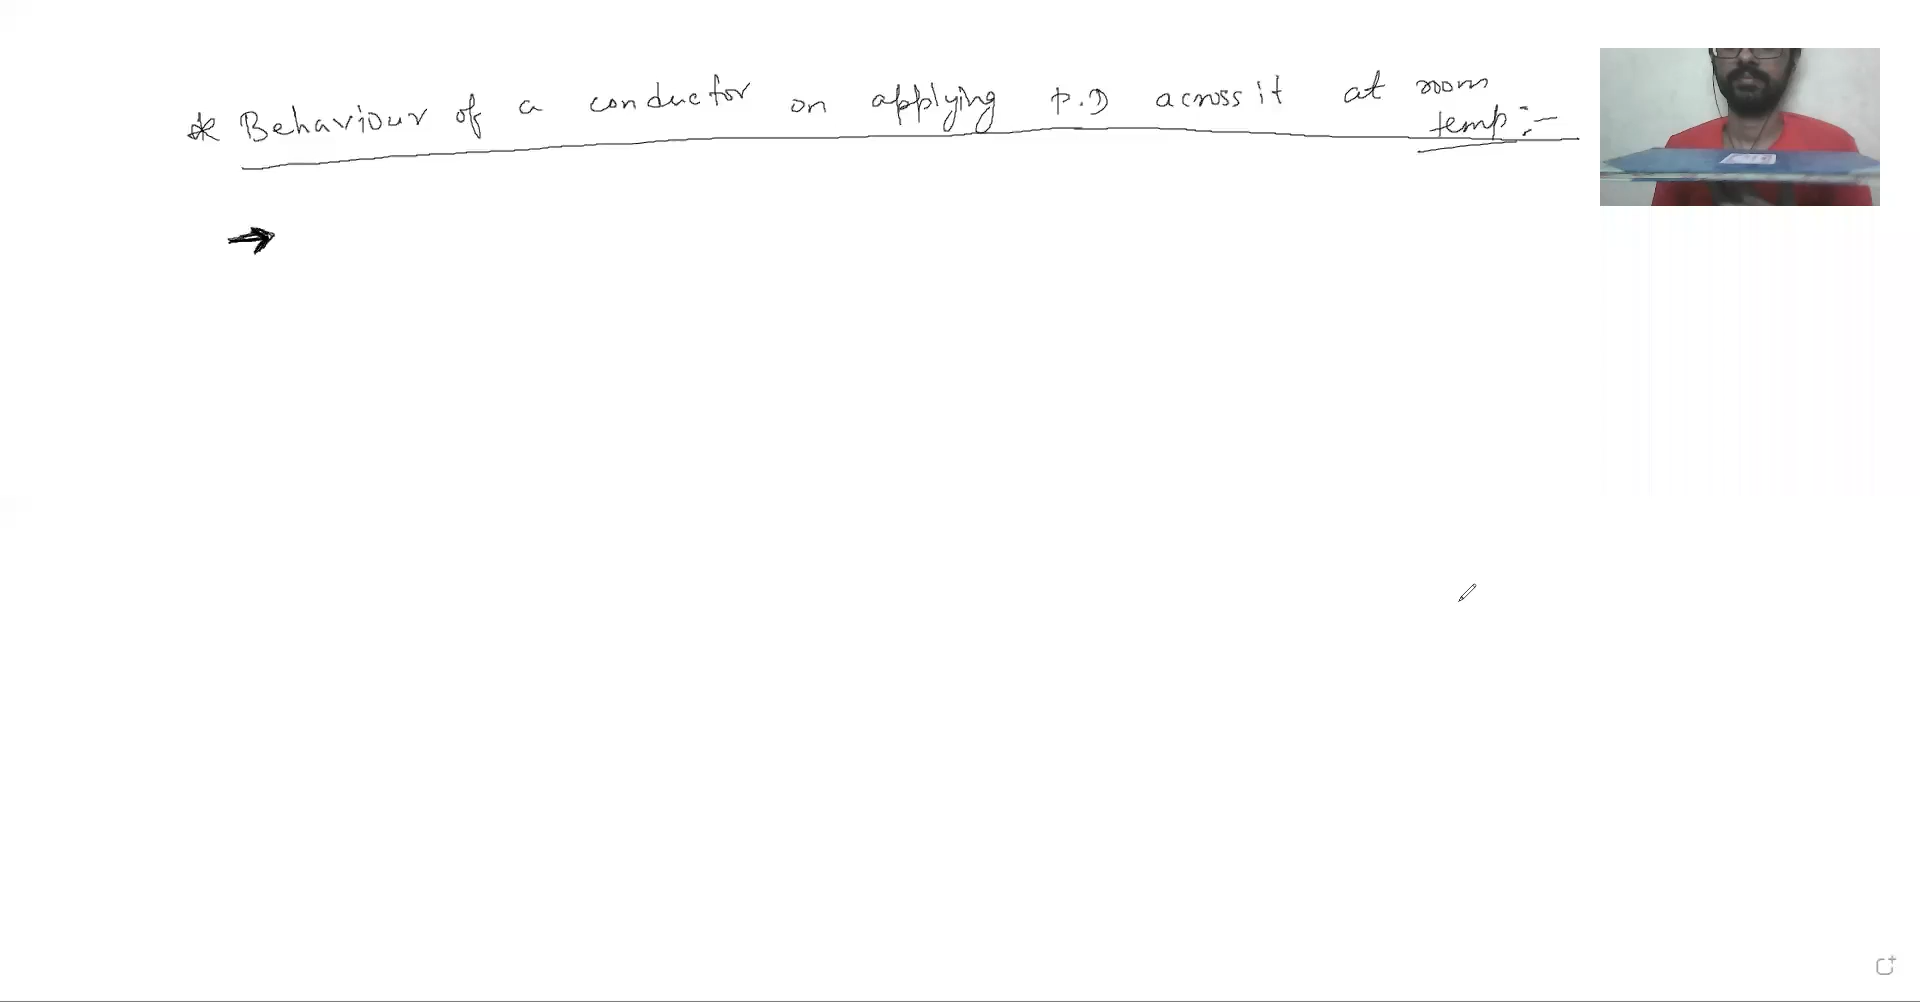 * Behaviour of a conductor on applying p.D across it at room
temp :-
→